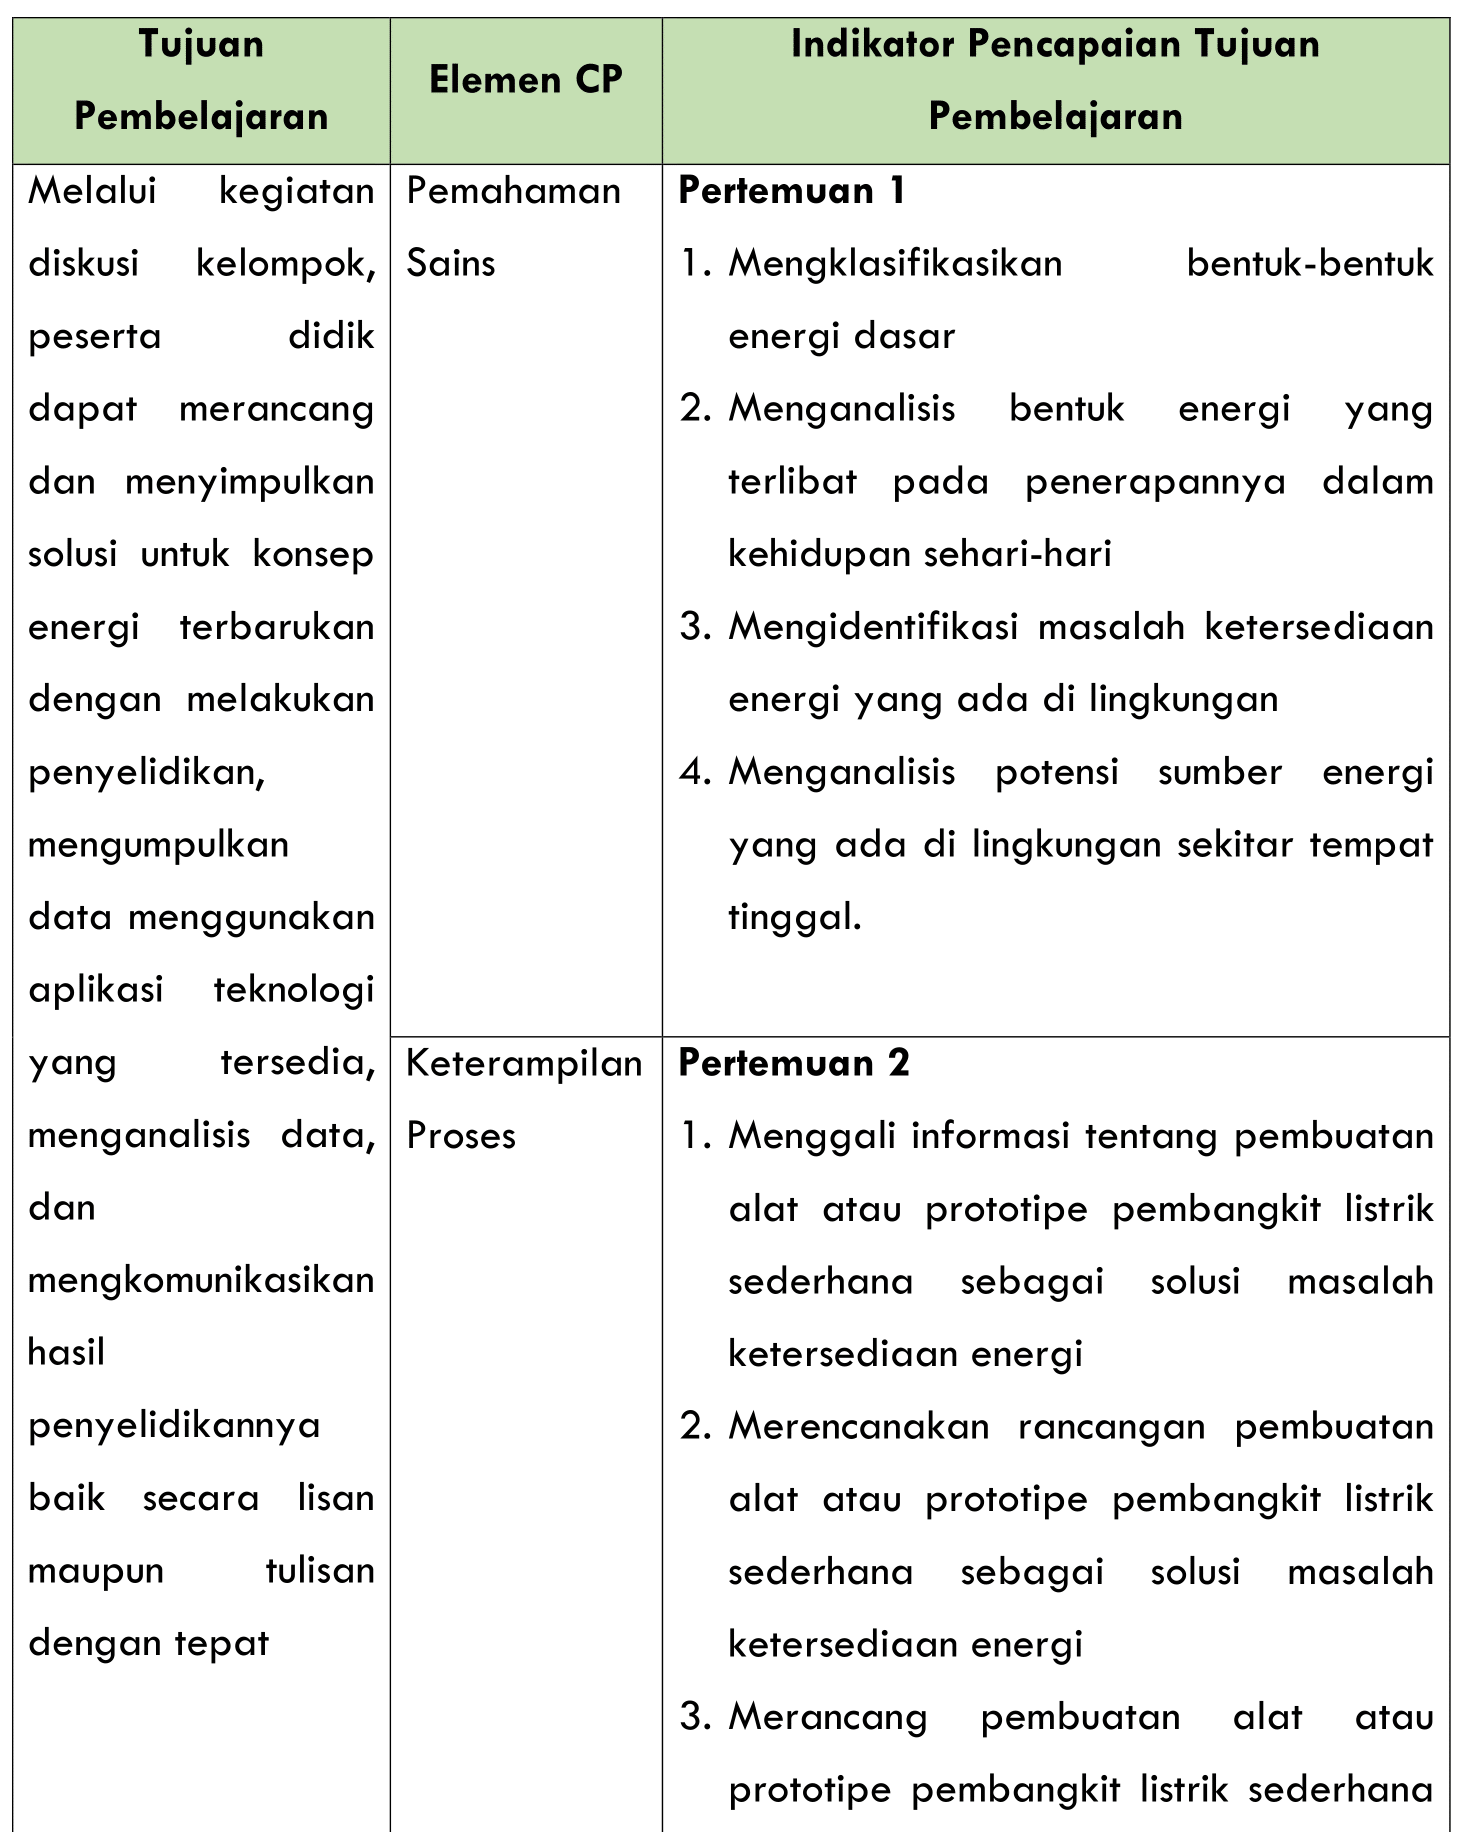 Tujuan
Pembelajaran
Elemen CP
Indikator Pencapaian Tujuan
Pembelajaran
Melalui kegiatan
diskusi kelompok,
peserta didik
dapat merancang
dan menyimpulkan
solusi untuk konsep
energi terbarukan
dengan melakukan
penyelidikan,
mengumpulkan
data menggunakan
aplikasi teknologi
yang tersedia,
menganalisis data,
dan
mengkomunikasikan
hasil
penyelidikannya
baik secara lisan
maupun tulisan
dengan tepat
Pemahaman
Sains
Pertemuan 1
1. Mengklasifikasikan bentuk-bentuk
energi dasar
2. Menganalisis bentuk energi yang
terlibat pada penerapannya dalam
kehidupan sehari-hari
3. Mengidentifikasi masalah ketersediaan
energi yang ada di lingkungan
4. Menganalisis potensi sumber energi
yang ada di lingkungan sekitar tempat
tinggal.
Keterampilan
Proses
Pertemuan 2
1. Menggali informasi tentang pembuatan
alat atau prototipe pembangkit listrik
sederhana sebagai solusi masalah
ketersediaan energi
2. Merencanakan rancangan pembuatan
alat atau prototipe pembangkit listrik
sederhana sebagai solusi masalah
ketersediaan energi
3. Merancang pembuatan alat atau
prototipe pembangkit listrik sederhana